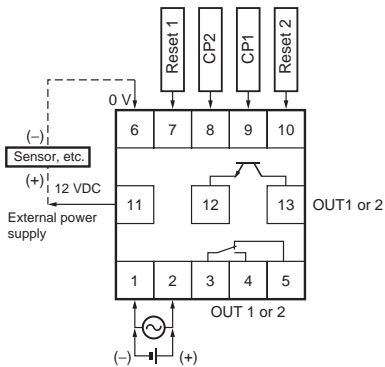 Reset 1
CP2
CP1
Reset 2
0 V
6 7 8 9 10
(−)
Sensor, etc.
(+)
12 VDC
External power
supply
11 12 13
OUT1 or 2
1 2 3 4 5
OUT 1 or 2
(−) (+)